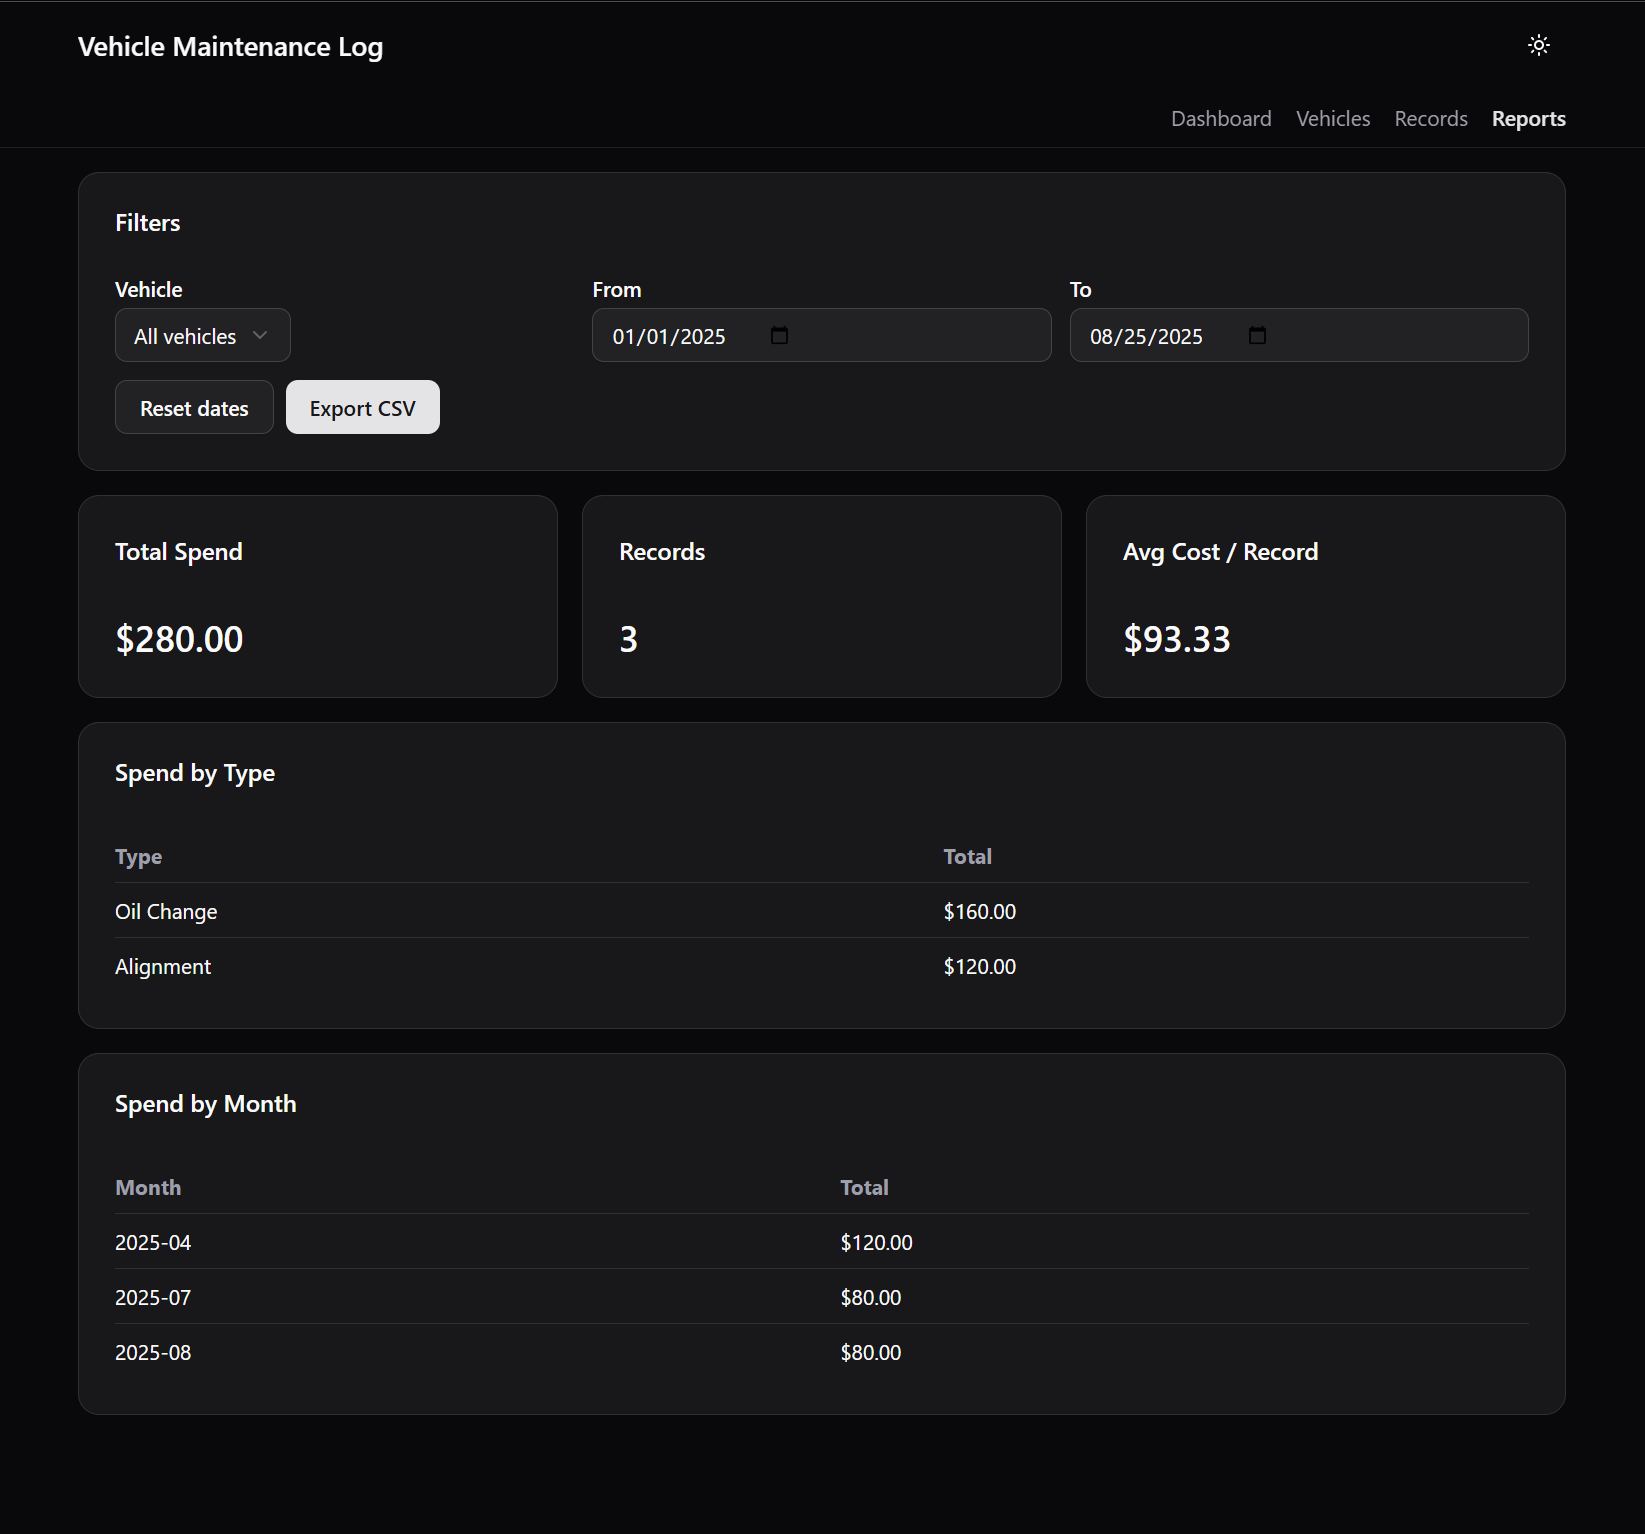 Vehicle Maintenance Log
Dashboard Vehicles Records Reports
Filters
Vehicle From To
All vehicles 01/01/2025 08/25/2025
Reset dates Export CSV
Total Spend Records Avg Cost / Record
$280.00 3 $93.33
Spend by Type
Type Total
Oil Change $160.00
Alignment $120.00
Spend by Month
Month Total
2025-04 $120.00
2025-07 $80.00
2025-08 $80.00